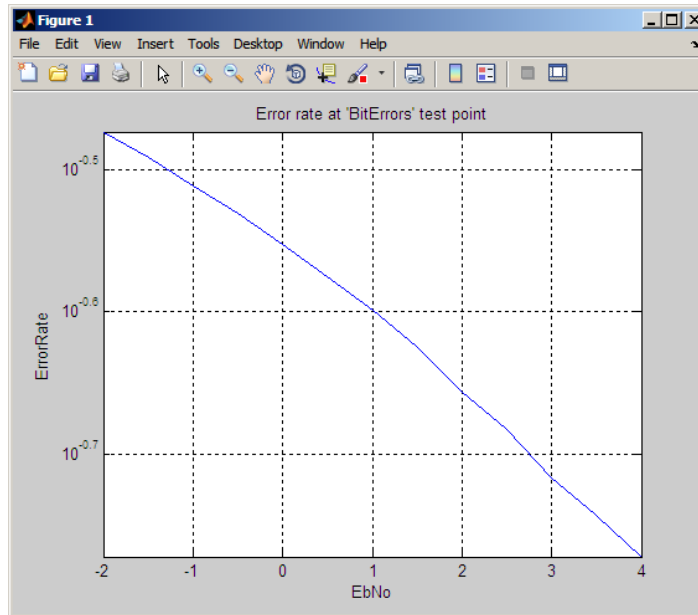 Figure 1
File Edit View Insert Tools Desktop Window Help
Error rate at 'BitErrors' test point
10^-0.5
10^-0.6
10^-0.7
ErrorRate
-2 -1 0 1 2 3 4
EbNo